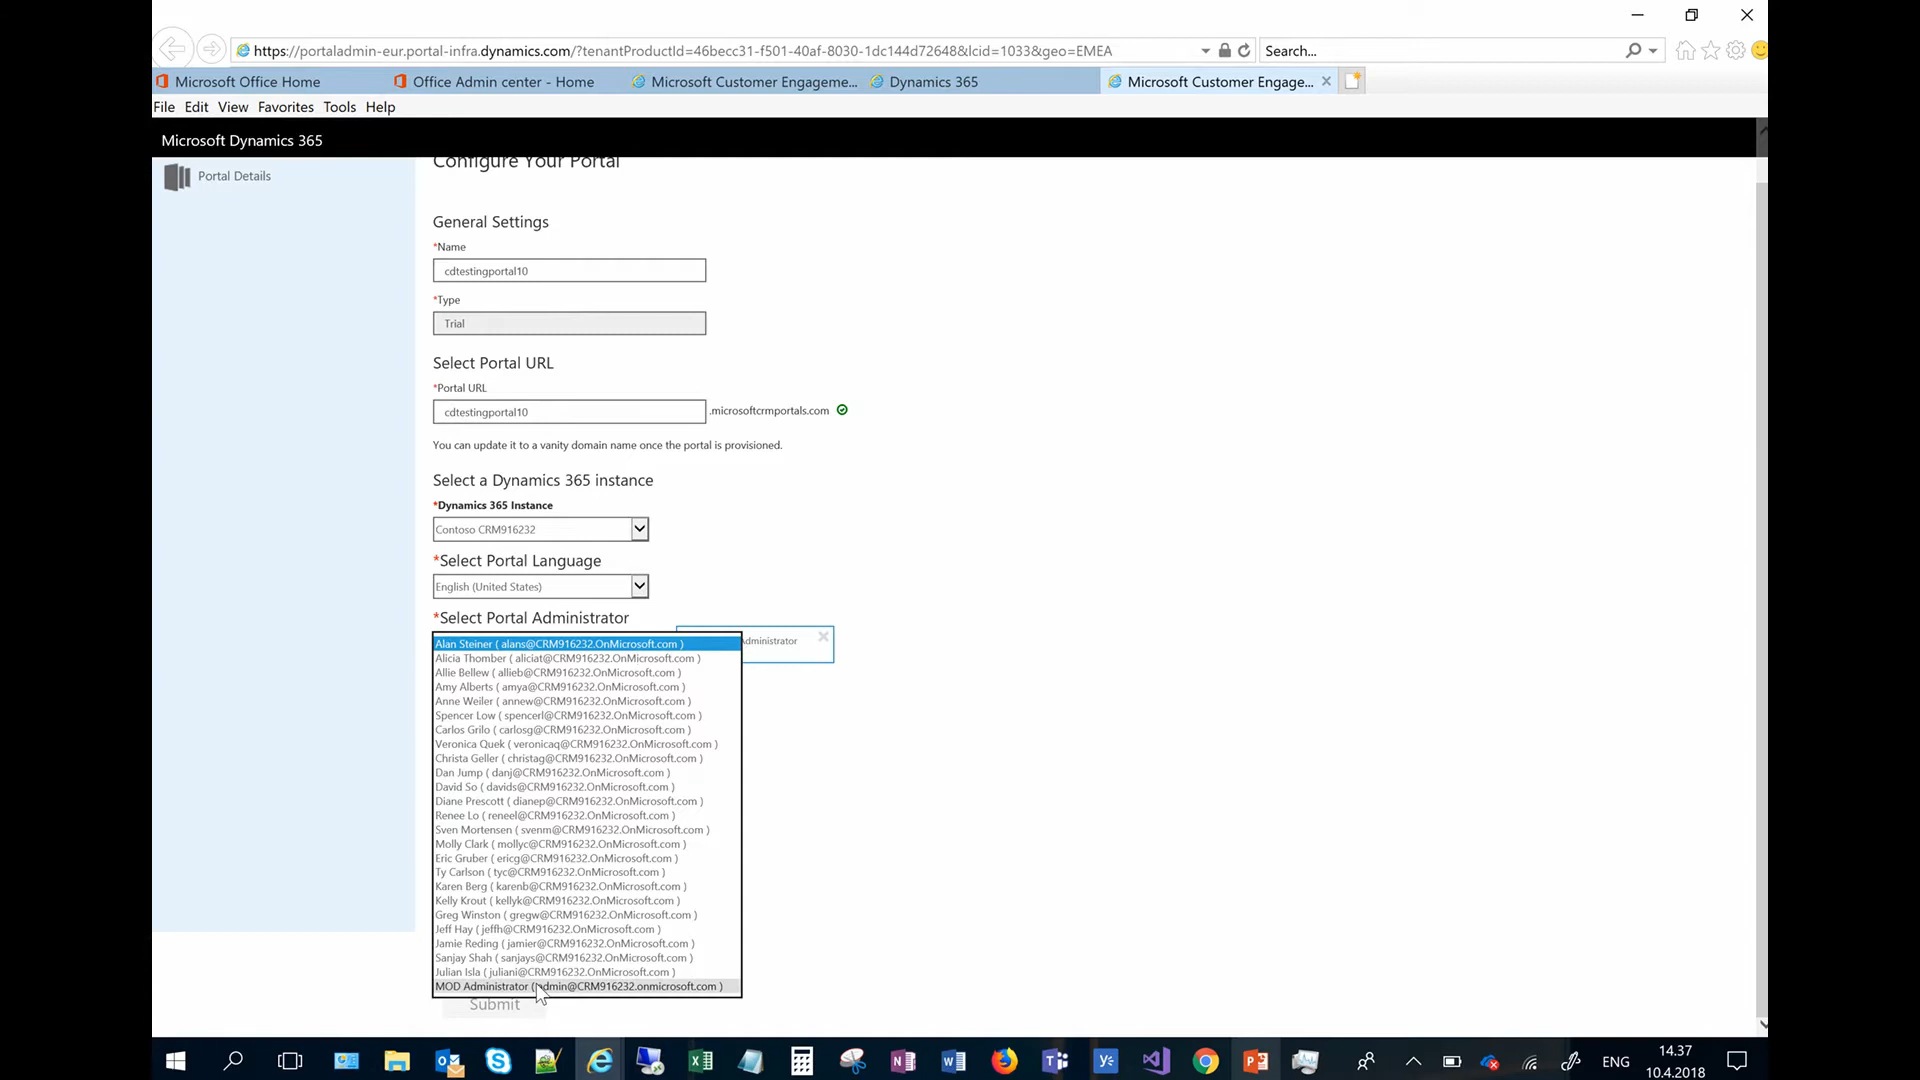 https://portaladmin-eur.portal-infra.dynamics.com/?tenantProductId=46becc31-f501-40af-8030-1dc144d72648&lcid=1033&geo=EMEA
Search...
Microsoft Office Home
Office Admin center - Home
Microsoft Customer Engageme...
Dynamics 365
Microsoft Customer Engage...
File Edit View Favorites Tools Help
Microsoft Dynamics 365
Portal Details
Configure Your Portal
General Settings
*Name
cdtestingportal10
*Type
Trial
Select Portal URL
*Portal URL
cdtestingportal10
.microsoftcrmportals.com
You can update it to a vanity domain name once the portal is provisioned.
Select a Dynamics 365 instance
*Dynamics 365 Instance
Contoso CRM916232
*Select Portal Language
English (United States)
*Select Portal Administrator
Administrator
Alan Steiner ( alans@CRM916232.OnMicrosoft.com )
Alicia Thomber ( aliciat@CRM916232.OnMicrosoft.com )
Allie Bellew ( allieb@CRM916232.OnMicrosoft.com )
Amy Alberts ( amya@CRM916232.OnMicrosoft.com )
Anne Weiler ( annew@CRM916232.OnMicrosoft.com )
Spencer Low ( spencerl@CRM916232.OnMicrosoft.com )
Carlos Grilo ( carlosg@CRM916232.OnMicrosoft.com )
Veronica Quek ( veronicaq@CRM916232.OnMicrosoft.com )
Christa Geller ( christag@CRM916232.OnMicrosoft.com )
Dan Jump ( danj@CRM916232.OnMicrosoft.com )
David So ( davids@CRM916232.OnMicrosoft.com )
Diane Prescott ( dianep@CRM916232.OnMicrosoft.com )
Renee Lo ( reneel@CRM916232.OnMicrosoft.com )
Sven Mortensen ( svenm@CRM916232.OnMicrosoft.com )
Molly Clark ( mollyc@CRM916232.OnMicrosoft.com )
Eric Gruber ( ericg@CRM916232.OnMicrosoft.com )
Ty Carlson ( tyc@CRM916232.OnMicrosoft.com )
Karen Berg ( karenb@CRM916232.OnMicrosoft.com )
Kelly Krout ( kellyk@CRM916232.OnMicrosoft.com )
Greg Winston ( gregw@CRM916232.OnMicrosoft.com )
Jeff Hay ( jeffh@CRM916232.OnMicrosoft.com )
Jamie Reding ( jamier@CRM916232.OnMicrosoft.com )
Sanjay Shah ( sanjays@CRM916232.OnMicrosoft.com )
Julian Isla ( juliani@CRM916232.OnMicrosoft.com )
MOD Administrator ( admin@CRM916232.onmicrosoft.com )
Submit
ENG
14.37
10.4.2018